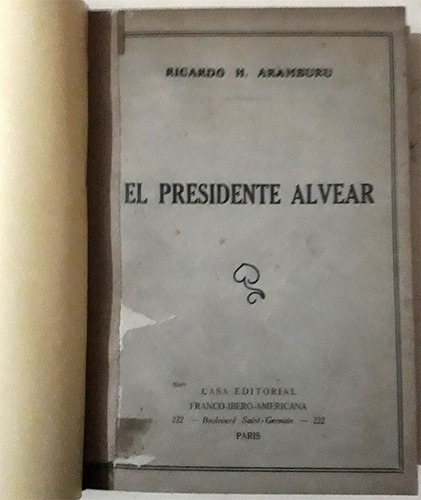 RICARDO H. ARAMBURU
EL PRESIDENTE ALVEAR
CASA EDITORIAL
FRANCO-IBERO-AMERICANA
222 — Boulevard Saint-Germain — 222
PARIS